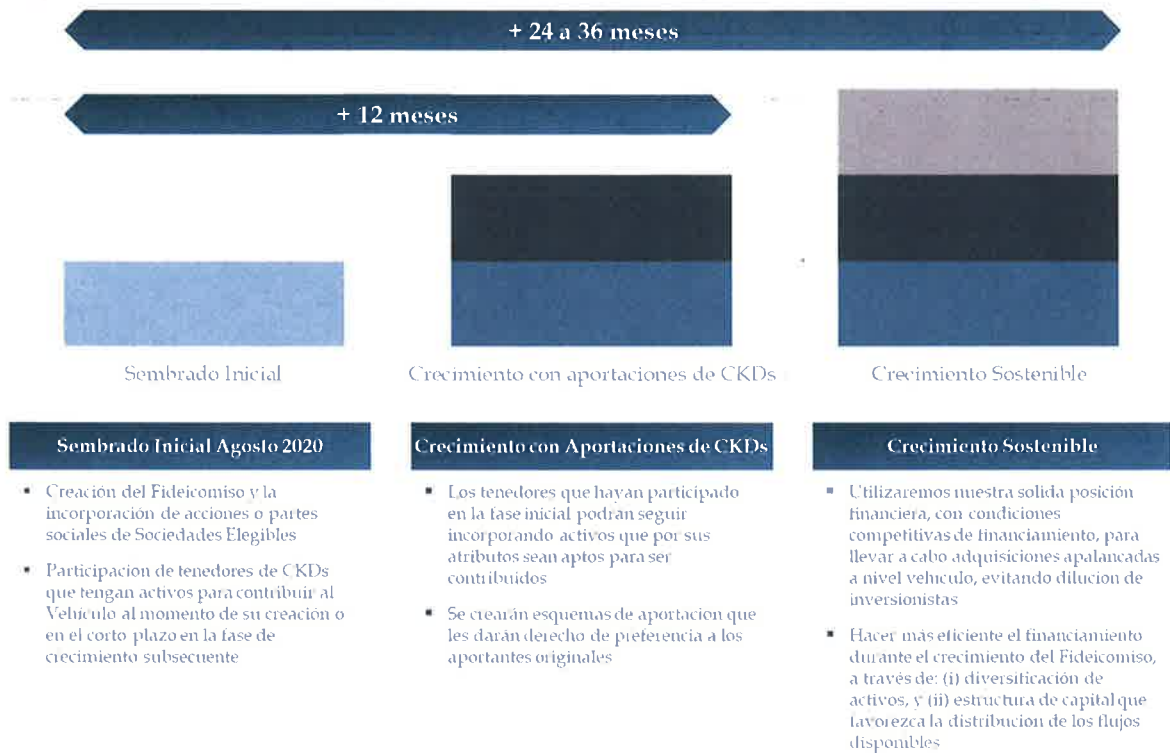 + 24 a 36 meses
+ 12 meses
Sembrado Inicial
Crecimiento con aportaciones de CKDs
Crecimiento Sostenible
Sembrado Inicial Agosto 2020
▪ Creación del Fideicomiso y la
incorporación de acciones o partes
sociales de Sociedades Elegibles
▪ Participacion de tenedores de CKDs
que tengan activos para contribuir al
Vehículo al momento de su creación o
en el corto plazo en la fase de
crecimiento subsecuente
Crecimiento con Aportaciones de CKDs
▪ Los tenedores que hayan participado
en la fase inicial podrán seguir
incorporando activos que por sus
atributos sean aptos para ser
contribuidos
▪ Se crearán esquemas de aportación que
les darán derecho de preferencia a los
aportantes originales
Crecimiento Sostenible
▪ Utilizaremos nuestra solida posición
financiera, con condiciones
competitivas de financiamiento, para
llevar a cabo adquisiciones apalancadas
a nivel vehículo, evitando dilucion de
inversionistas
▪ Hacer más eficiente el financiamiento
durante el crecimiento del Fideicomiso,
a través de: (i) diversificación de
activos, y (ii) estructura de capital que
favorezca la distribucion de los flujos
disponibles